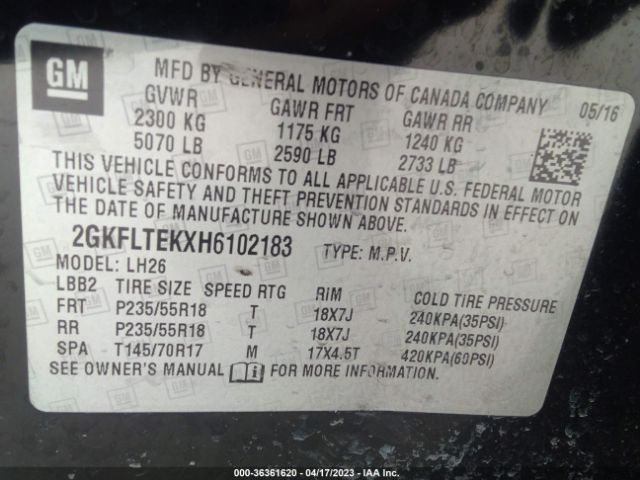 GM
MFD BY GENERAL MOTORS OF CANADA COMPANY 05/16
GVWR GAWR FRT GAWR RR
2300 KG 1175 KG 1240 KG
5070 LB 2590 LB 2733 LB
THIS VEHICLE CONFORMS TO ALL APPLICABLE U.S. FEDERAL MOTOR
VEHICLE SAFETY AND THEFT PREVENTION STANDARDS IN EFFECT ON
THE DATE OF MANUFACTURE SHOWN ABOVE.
2GKFLTEKXH6102183 TYPE: M.P.V.
MODEL: LH26
LBB2 TIRE SIZE SPEED RTG RIM COLD TIRE PRESSURE
FRT P235/55R18 T 18X7J 240KPA(35PSI)
RR P235/55R18 T 18X7J 240KPA(35PSI)
SPA T145/70R17 M 17X4.5T 420KPA(60PSI)
SEE OWNER'S MANUAL FOR MORE INFORMATION.
000-36361620 - 04/17/2023 - IAA Inc.